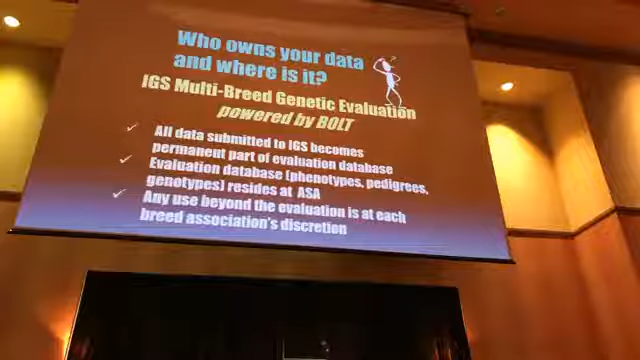 Who owns your data
and where is it?
IGS Multi-Breed Genetic Evaluation
powered by BOLT
All data submitted to IGS becomes
permanent part of evaluation database
Evaluation database (phenotypes, pedigrees,
genotypes) resides at ASA
Any use beyond the evaluation is at each
breed association's discretion